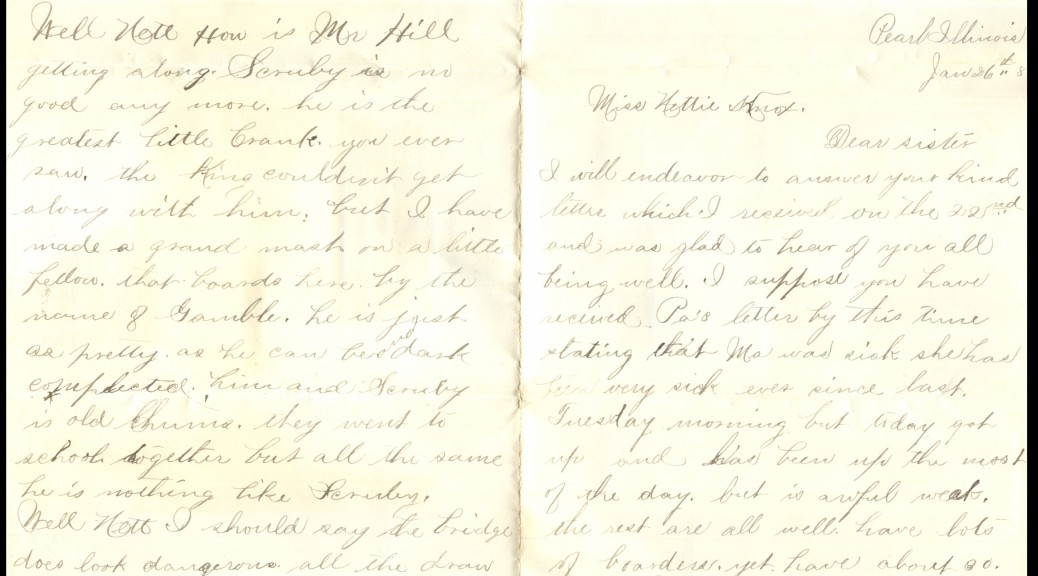 Pearl Illinois
Jan 26th 8
Miss Nettie Knox.
Dear sister
I will endeavor to answer your kind
letter which I received on the 22nd
and was glad to hear of you all
being well. I suppose you have
received Pa's letter by this time
stating that Ma was sick she has
been very sick ever since last
Tuesday morning but today got
up and has been up the most
of the day. but is awful weak.
the rest are all well. have lots
of boarders. yet. have about 20.
Well Nett How is Mr Hill
getting along. Scruby is no
good any more. he is the
greatest little Crank. you ever
saw. the King couldn't get
along with him; but I have
made a grand mash on a little
fellow. that boards here. by the
name of Gamble. he is just
as pretty. as he can be. and dark
complected. him and Scruby
is old Chums. they went to
school together but all the same
he is nothing like Scruby.
Well Nett I should say the bridge
does look dangerous. all the draw